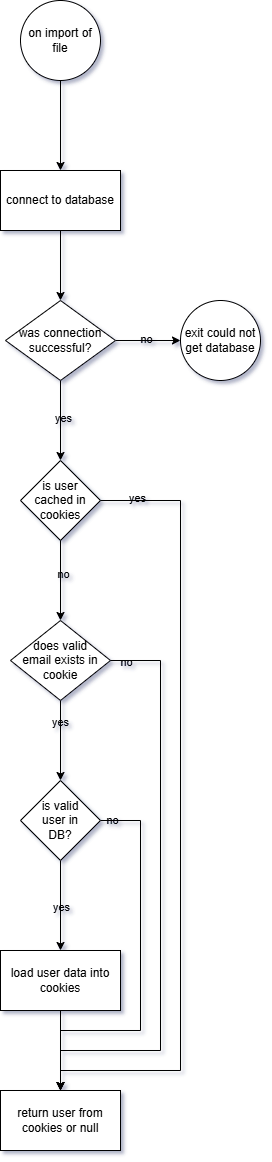 on import of
file
connect to database
was connection
successful?
no
exit could not
get database
yes
is user
cached in
cookies
yes
no
does valid
email exists in
cookie
no
yes
is valid
user in
DB?
no
yes
load user data into
cookies
return user from
cookies or null